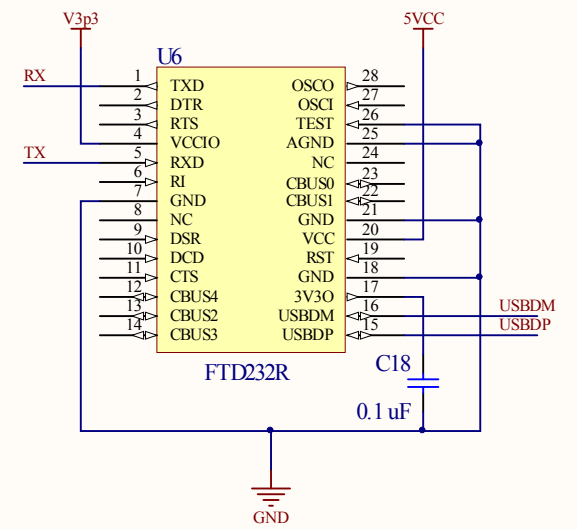 V3p3
5VCC
U6
RX
1 TXD OSCO 28
2 DTR OSCI 27
3 RTS TEST 26
4 VCCIO AGND 25
TX
5 RXD NC 24
6 RI CBUS0 23
7 GND CBUS1 22
8 NC GND 21
9 DSR VCC 20
10 DCD RST 19
11 CTS GND 18
12 CBUS4 3V3O 17
13 CBUS2 USBDM 16 USBDM
14 CBUS3 USBDP 15 USBDP
FTD232R
C18
0.1 uF
GND